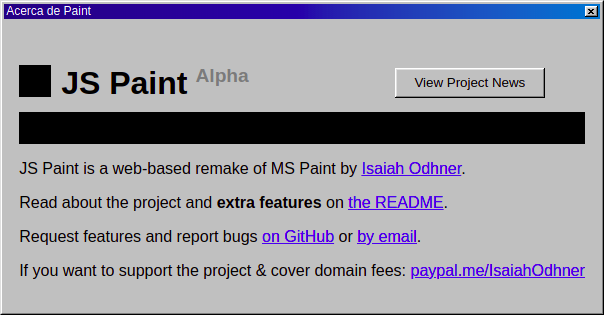 Acerca de Paint
JS Paint Alpha
View Project News
JS Paint is a web-based remake of MS Paint by Isaiah Odhner.
Read about the project and extra features on the README.
Request features and report bugs on GitHub or by email.
If you want to support the project & cover domain fees: paypal.me/IsaiahOdhner